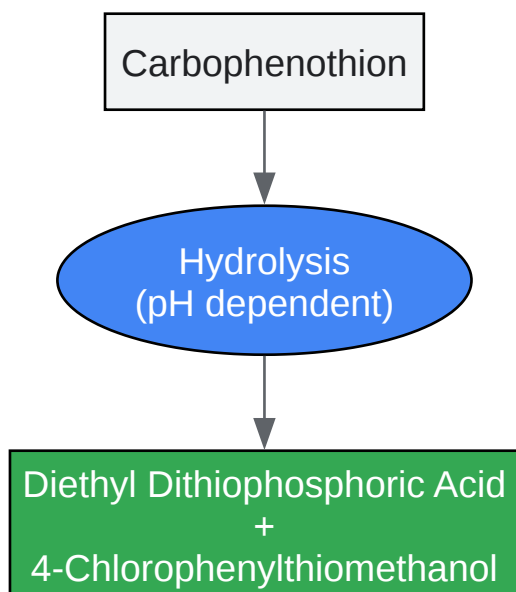 Carbophenothion
Hydrolysis
(pH dependent)
Diethyl Dithiophosphoric Acid
+
4-Chlorophenylthiomethanol